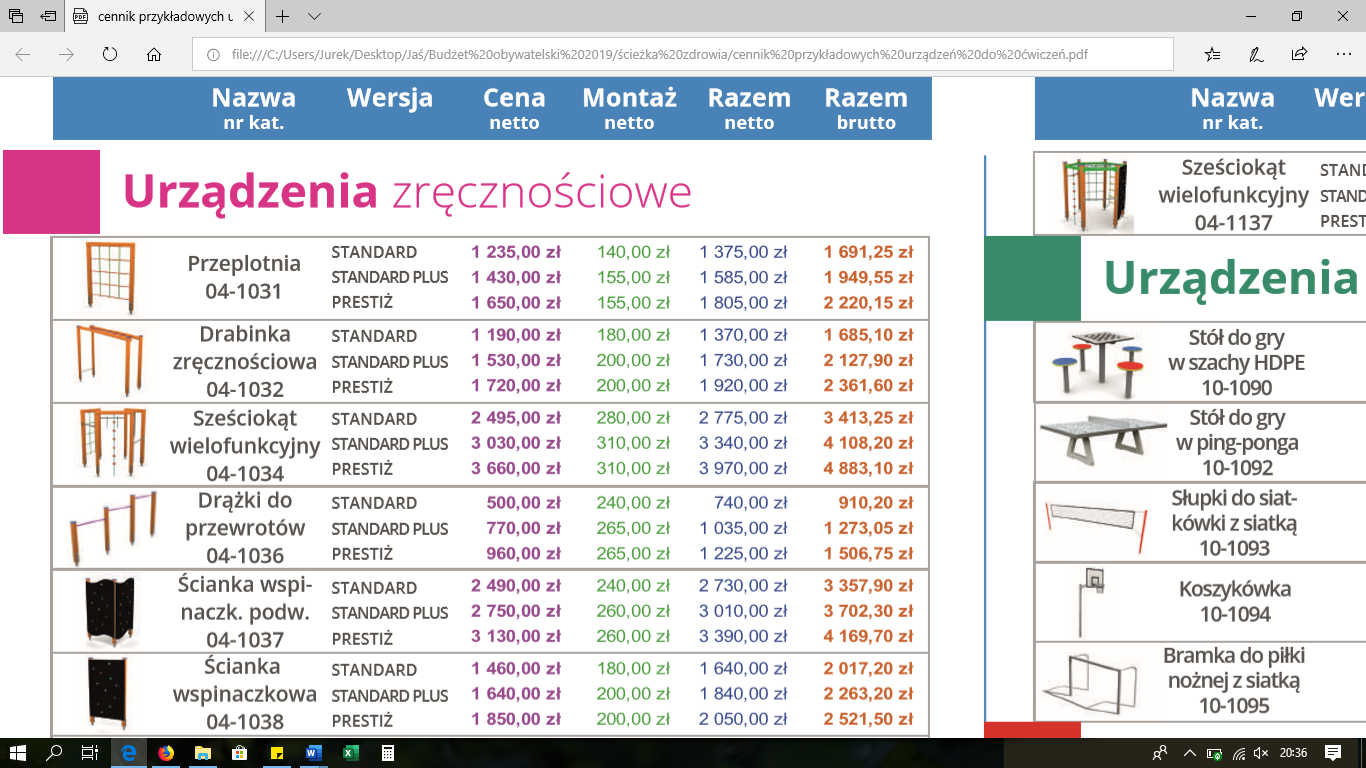 cennik przykładowych u
file:///C:/Users/Jurek/Desktop/Jaś/Budżet%20obywatelski%202019/ścieżka%20zdrowia/cennik%20przykładowych%20urządzeń%20do%20ćwiczeń.pdf
Nazwa Wersja Cena Montaż Razem Razem
nr kat. netto netto netto brutto
Urządzenia zręcznościowe
Przeplotnia
04-1031
STANDARD 1 235,00 zł 140,00 zł 1 375,00 zł 1 691,25 zł
STANDARD PLUS 1 430,00 zł 155,00 zł 1 585,00 zł 1 949,55 zł
PRESTIŻ 1 650,00 zł 155,00 zł 1 805,00 zł 2 220,15 zł
Drabinka
zręcznościowa
04-1032
STANDARD 1 190,00 zł 180,00 zł 1 370,00 zł 1 685,10 zł
STANDARD PLUS 1 530,00 zł 200,00 zł 1 730,00 zł 2 127,90 zł
PRESTIŻ 1 720,00 zł 200,00 zł 1 920,00 zł 2 361,60 zł
Sześciokąt
wielofunkcyjny
04-1034
STANDARD 2 495,00 zł 280,00 zł 2 775,00 zł 3 413,25 zł
STANDARD PLUS 3 030,00 zł 310,00 zł 3 340,00 zł 4 108,20 zł
PRESTIŻ 3 660,00 zł 310,00 zł 3 970,00 zł 4 883,10 zł
Drążki do
przewrotów
04-1036
STANDARD 500,00 zł 240,00 zł 740,00 zł 910,20 zł
STANDARD PLUS 770,00 zł 265,00 zł 1 035,00 zł 1 273,05 zł
PRESTIŻ 960,00 zł 265,00 zł 1 225,00 zł 1 506,75 zł
Ścianka wspi-
naczk. podw.
04-1037
STANDARD 2 490,00 zł 240,00 zł 2 730,00 zł 3 357,90 zł
STANDARD PLUS 2 750,00 zł 260,00 zł 3 010,00 zł 3 702,30 zł
PRESTIŻ 3 130,00 zł 260,00 zł 3 390,00 zł 4 169,70 zł
Ścianka
wspinaczkowa
04-1038
STANDARD 1 460,00 zł 180,00 zł 1 640,00 zł 2 017,20 zł
STANDARD PLUS 1 640,00 zł 200,00 zł 1 840,00 zł 2 263,20 zł
PRESTIŻ 1 850,00 zł 200,00 zł 2 050,00 zł 2 521,50 zł
Nazwa Wer
nr kat.
Sześciokąt
wielofunkcyjny
04-1137
STAND
STAND
PREST
Urządzenia
Stół do gry
w szachy HDPE
10-1090
Stół do gry
w ping-ponga
10-1092
Słupki do siat-
kówki z siatką
10-1093
Koszykówka
10-1094
Bramka do piłki
nożnej z siatką
10-1095
20:36